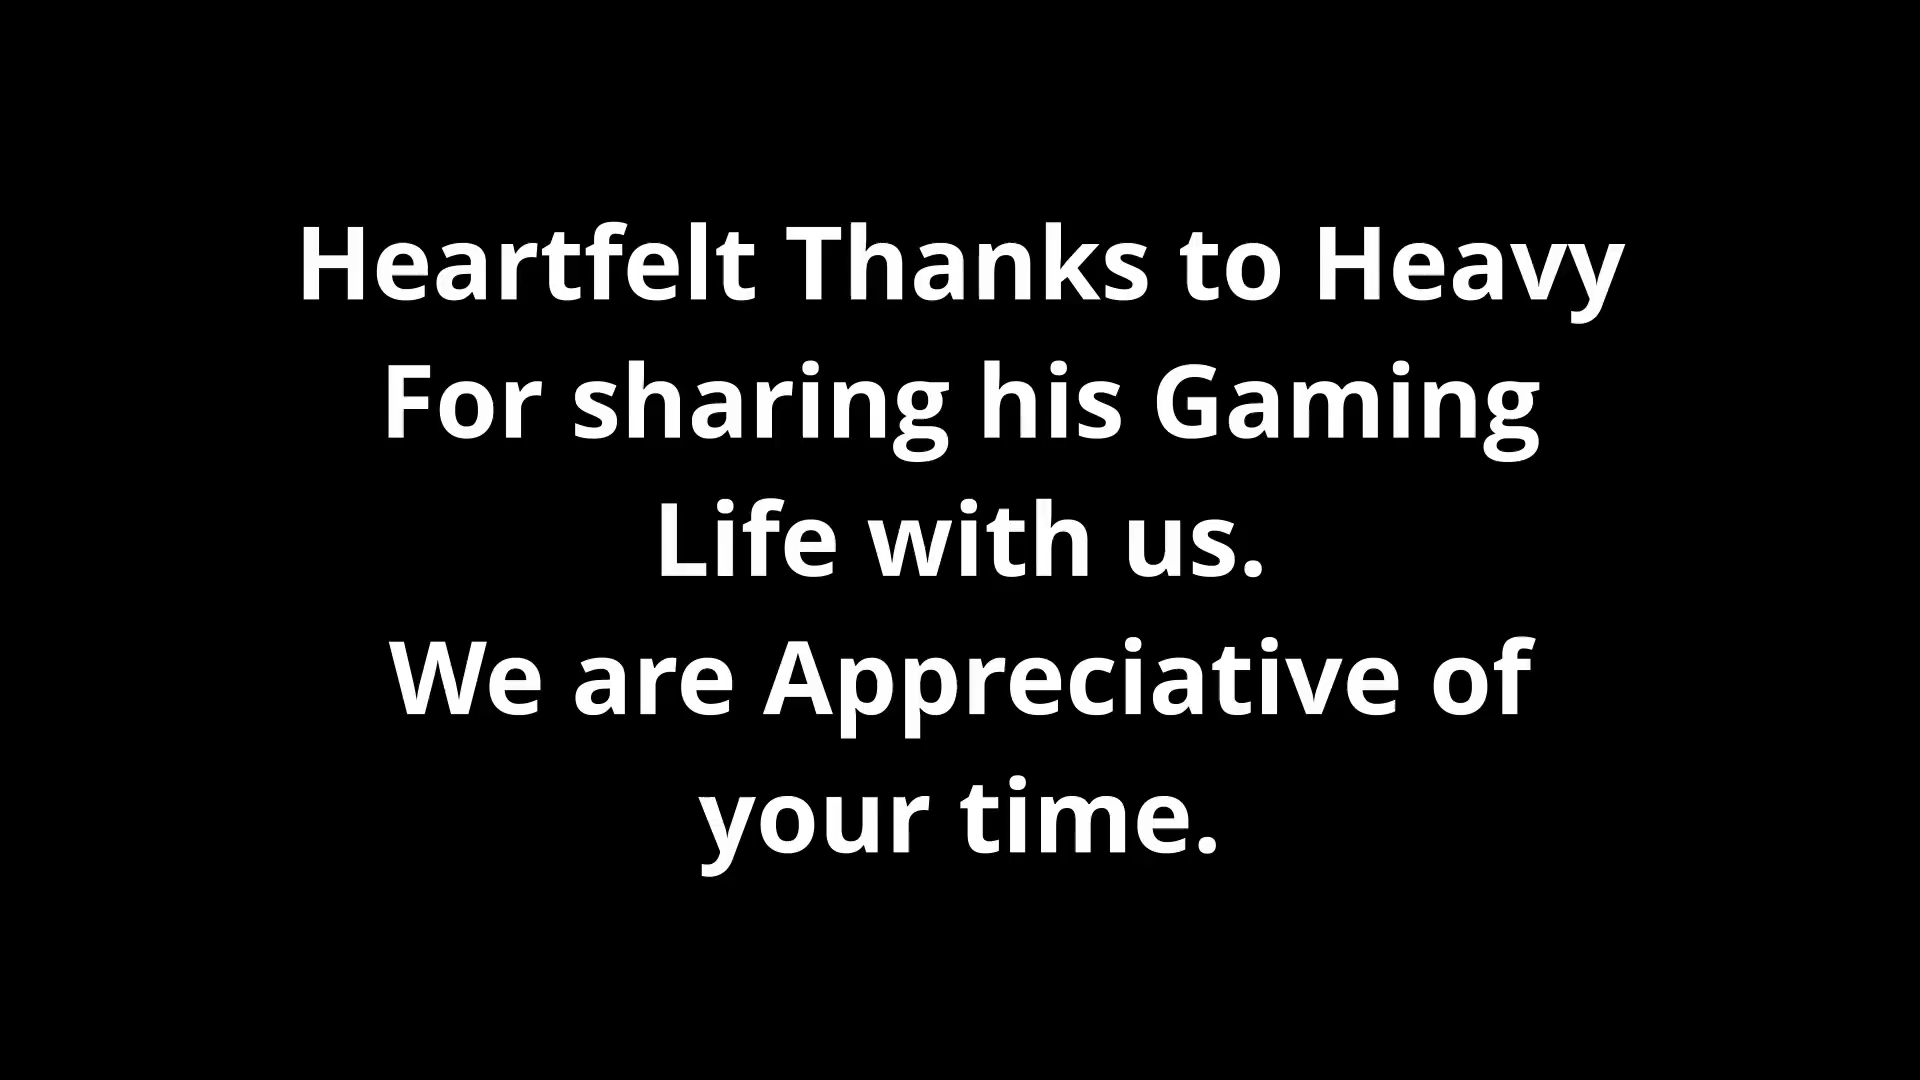 Heartfelt Thanks to Heavy
For sharing his Gaming
Life with us.
We are Appreciative of
your time.